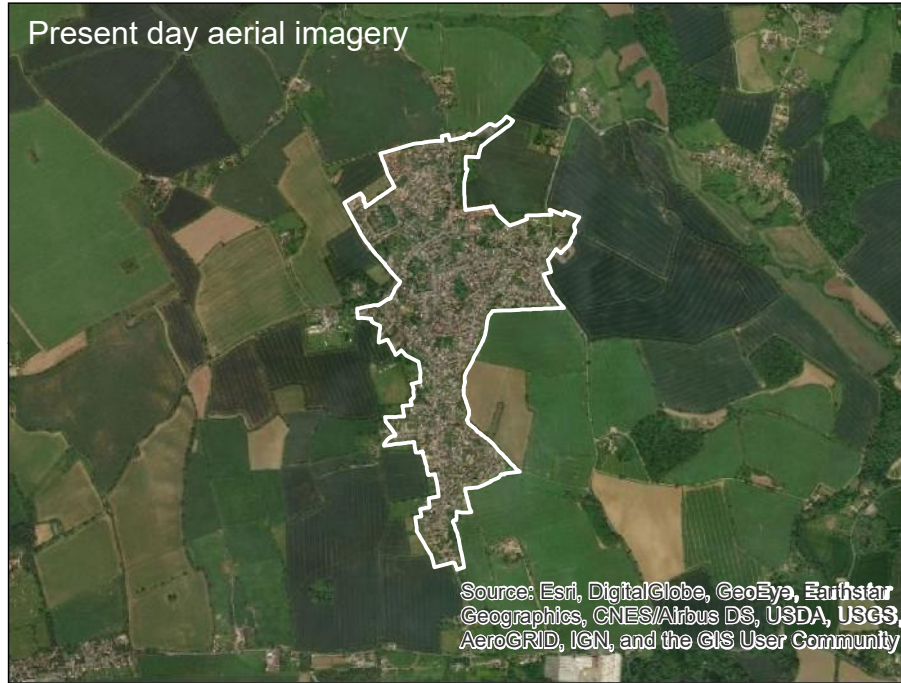 Present day aerial imagery
Source: Esri, DigitalGlobe, GeoEye, Earthstar
Geographics, CNES/Airbus DS, USDA, USGS,
AeroGRID, IGN, and the GIS User Community